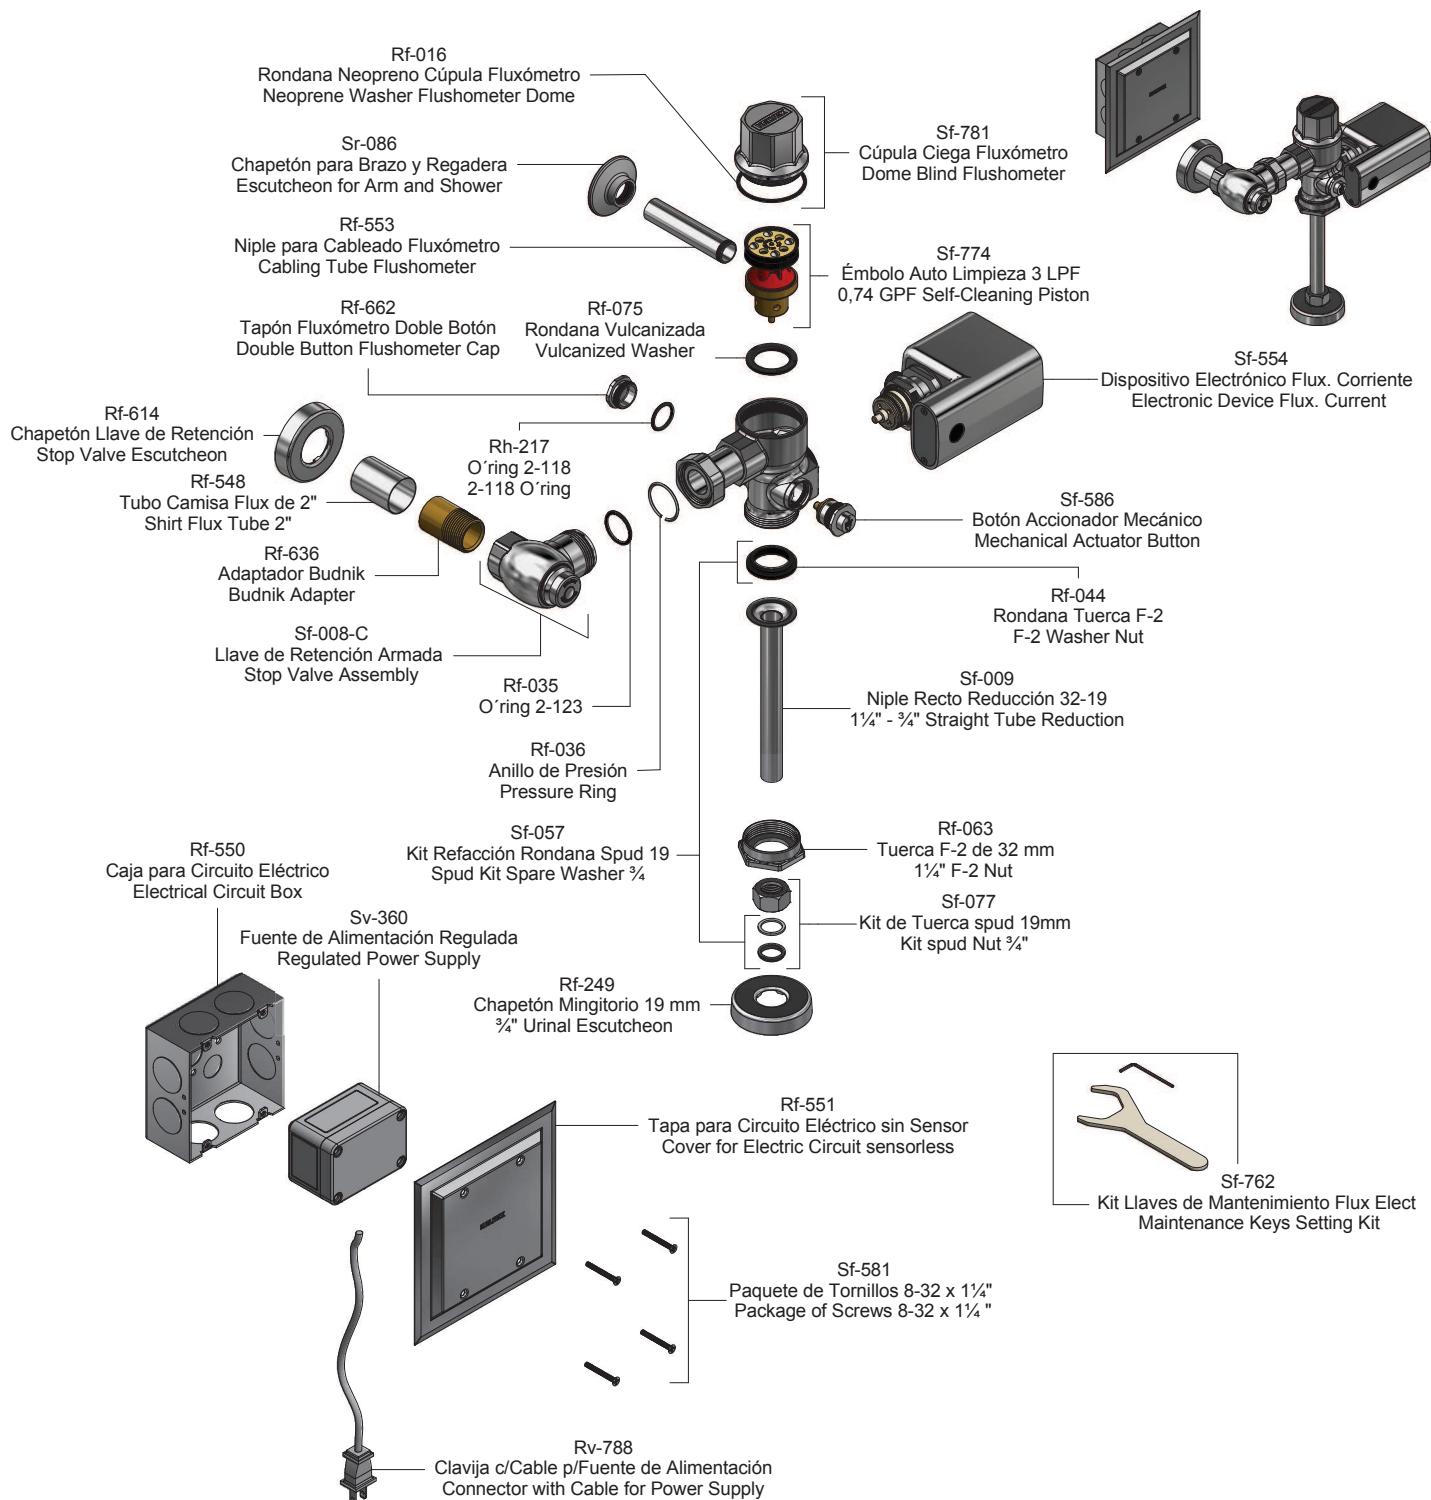 Rf-016
Rondana Neopreno Cúpula Fluxómetro
Neoprene Washer Flushometer Dome
Sr-086
Chapetón para Brazo y Regadera
Escutcheon for Arm and Shower
Rf-553
Niple para Cableado Fluxómetro
Cabling Tube Flushometer
Rf-662
Tapón Fluxómetro Doble Botón
Double Button Flushometer Cap
Rf-075
Rondana Vulcanizada
Vulcanized Washer
Sf-781
Cúpula Ciega Fluxómetro
Dome Blind Flushometer
Sf-774
Émbolo Auto Limpieza 3 LPF
0,74 GPF Self-Cleaning Piston
Sf-554
Dispositivo Electrónico Flux. Corriente
Electronic Device Flux. Current
Rf-614
Chapetón Llave de Retención
Stop Valve Escutcheon
Rf-548
Tubo Camisa Flux de 2"
Shirt Flux Tube 2"
Rh-217
O´ring 2-118
2-118 O´ring
Rf-636
Adaptador Budnik
Budnik Adapter
Sf-586
Botón Accionador Mecánico
Mechanical Actuator Button
Rf-044
Rondana Tuerca F-2
F-2 Washer Nut
Sf-008-C
Llave de Retención Armada
Stop Valve Assembly
Rf-035
O´ring 2-123
Sf-009
Niple Recto Reducción 32-19
1¼" - ¾" Straight Tube Reduction
Rf-036
Anillo de Presión
Pressure Ring
Sf-057
Kit Refacción Rondana Spud 19
Spud Kit Spare Washer ¾
Rf-063
Tuerca F-2 de 32 mm
1¼" F-2 Nut
Sf-077
Kit de Tuerca spud 19mm
Kit spud Nut ¾"
Rf-550
Caja para Circuito Eléctrico
Electrical Circuit Box
Sv-360
Fuente de Alimentación Regulada
Regulated Power Supply
Rf-249
Chapetón Mingitorio 19 mm
¾" Urinal Escutcheon
Rf-551
Tapa para Circuito Eléctrico sin Sensor
Cover for Electric Circuit sensorless
Sf-762
Kit Llaves de Mantenimiento Flux Elect
Maintenance Keys Setting Kit
Sf-581
Paquete de Tornillos 8-32 x 1¼"
Package of Screws 8-32 x 1¼ "
Rv-788
Clavija c/Cable p/Fuente de Alimentación
Connector with Cable for Power Supply